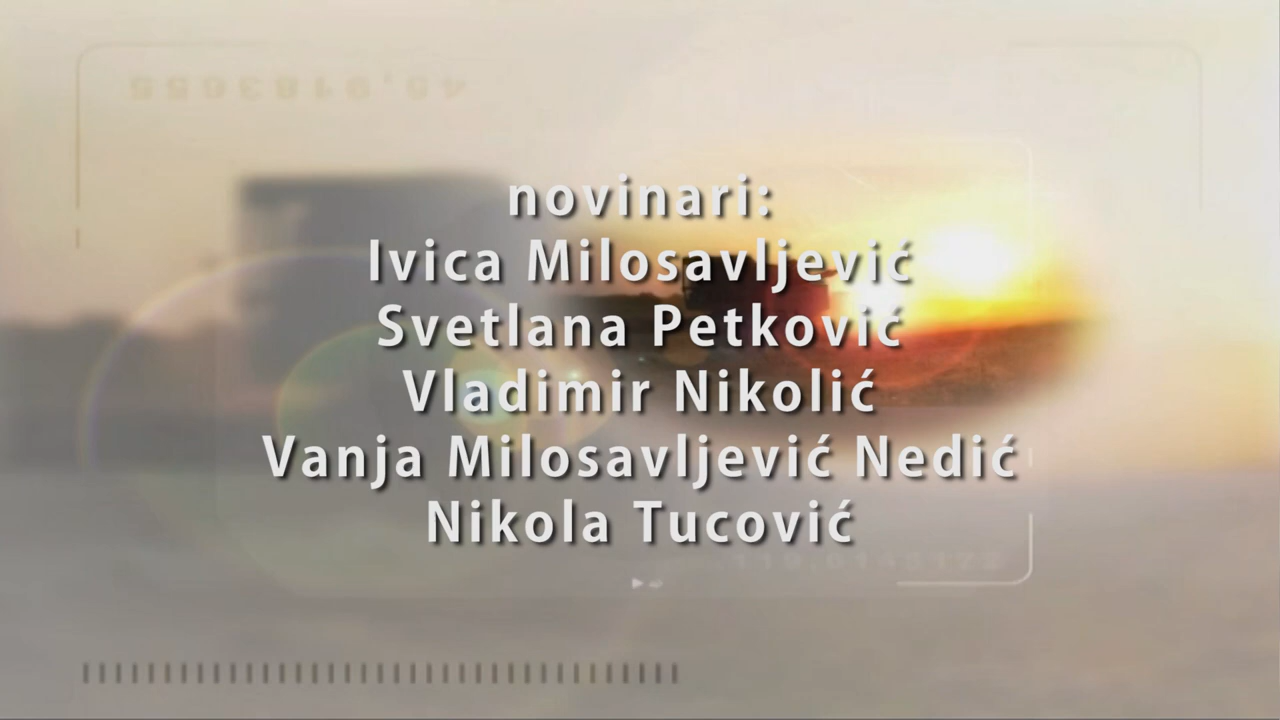 novinari:
Ivica Milosavljević
Svetlana Petković
Vladimir Nikolić
Vanja Milosavljević Nedić
Nikola Tucović